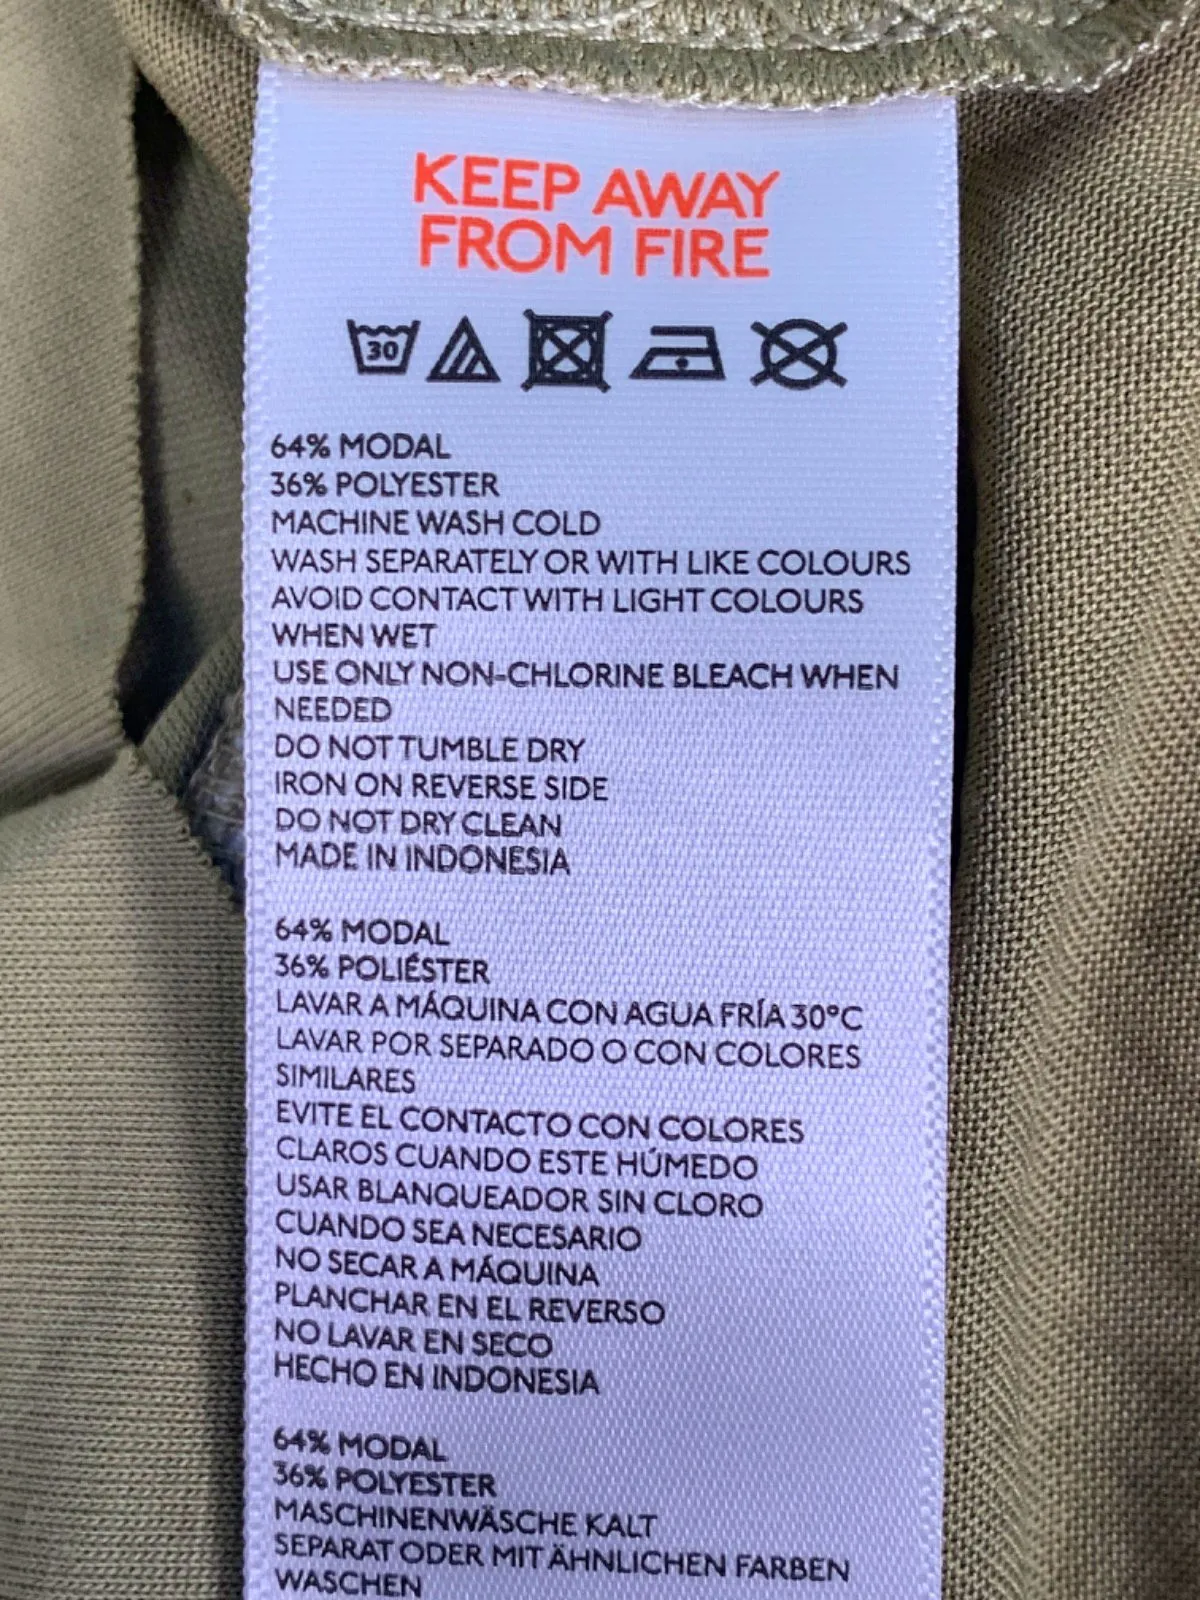 KEEP AWAY
FROM FIRE
30
64% MODAL
36% POLYESTER
MACHINE WASH COLD
WASH SEPARATELY OR WITH LIKE COLOURS
AVOID CONTACT WITH LIGHT COLOURS
WHEN WET
USE ONLY NON-CHLORINE BLEACH WHEN
NEEDED
DO NOT TUMBLE DRY
IRON ON REVERSE SIDE
DO NOT DRY CLEAN
MADE IN INDONESIA
64% MODAL
36% POLIÉSTER
LAVAR A MÁQUINA CON AGUA FRÍA 30°C
LAVAR POR SEPARADO O CON COLORES
SIMILARES
EVITE EL CONTACTO CON COLORES
CLAROS CUANDO ESTE HÚMEDO
USAR BLANQUEADOR SIN CLORO
CUANDO SEA NECESARIO
NO SECAR A MÁQUINA
PLANCHAR EN EL REVERSO
NO LAVAR EN SECO
HECHO EN INDONESIA
64% MODAL
36% POLYESTER
MASCHINENWÄSCHE KALT
SEPARAT ODER MIT ÄHNLICHEN FARBEN
WASCHEN